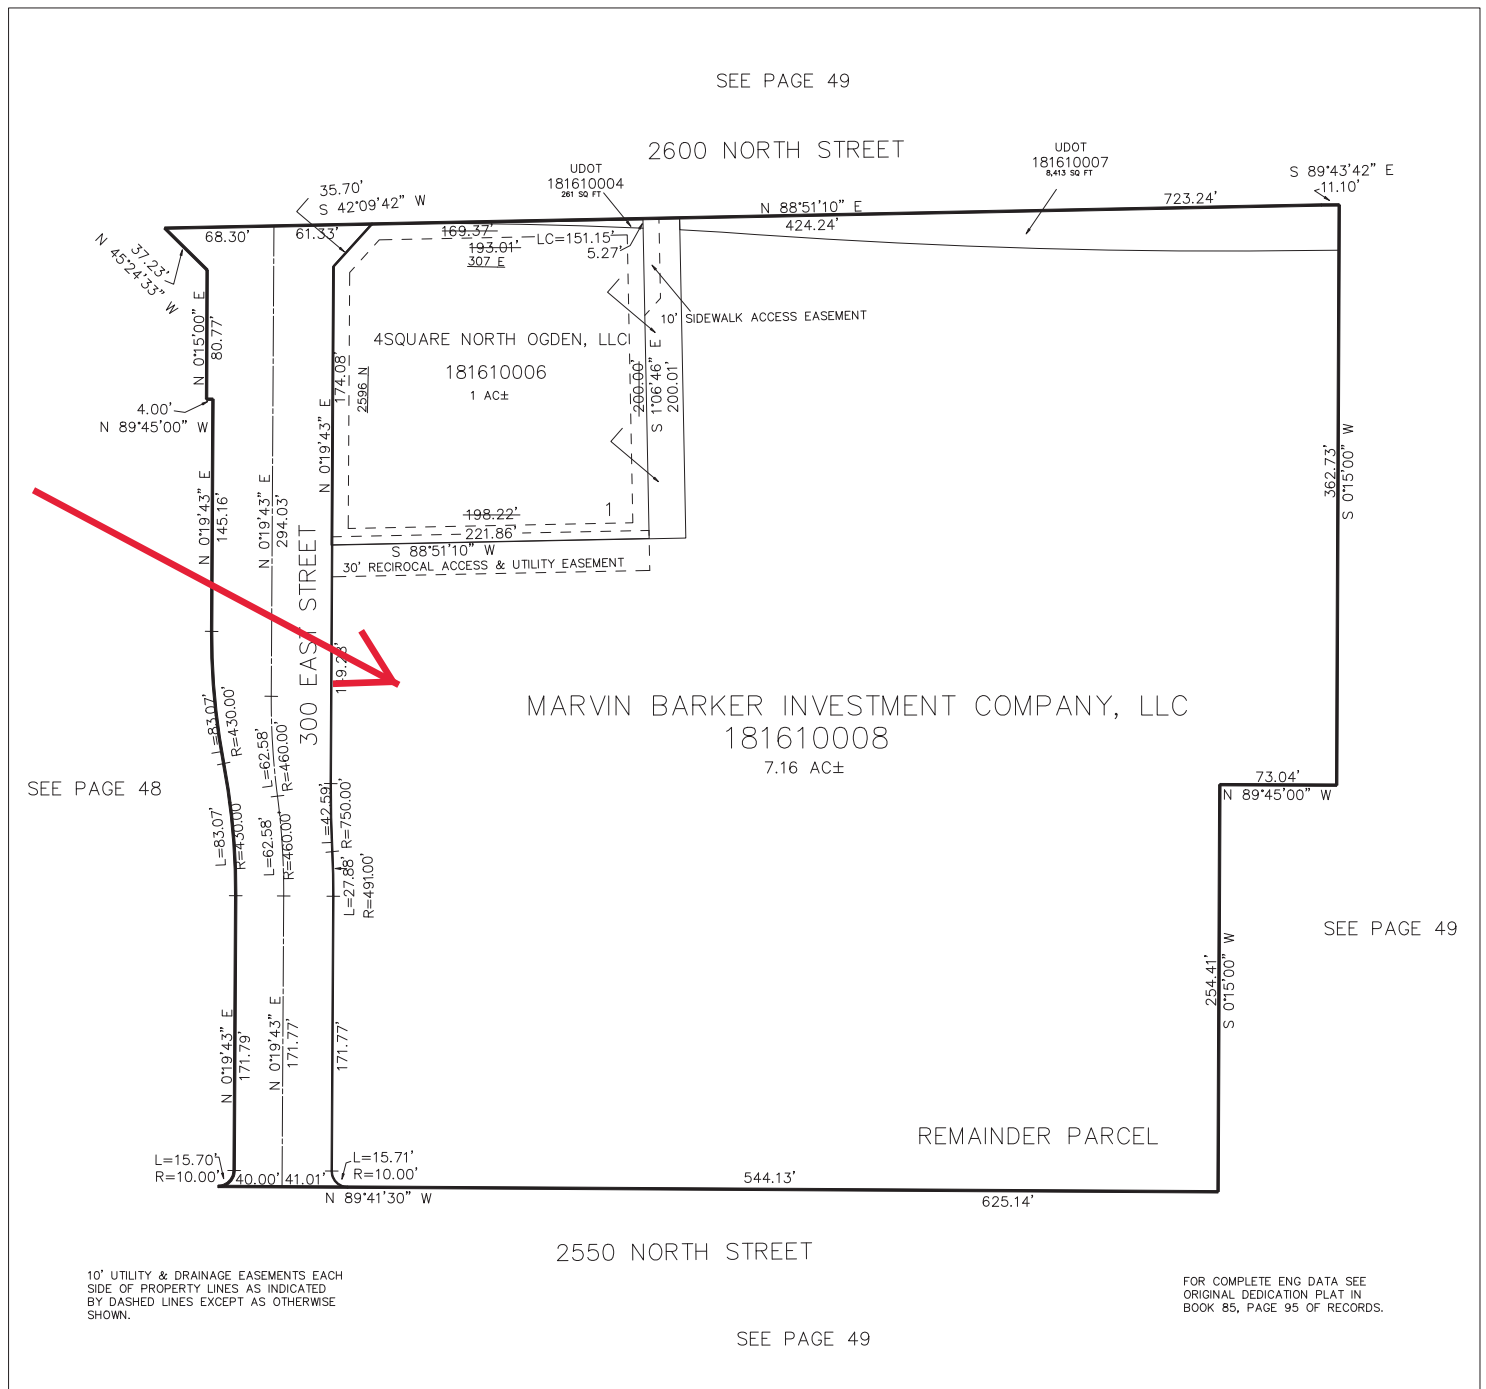 SEE PAGE 49
2600 NORTH STREET
UDOT
181610004
261 SQ FT
UDOT
181610007
8,413 SQ FT
S 89°43'42" E
11.10'
35.70'
S 42°09'42" W
N 88°51'10" E
723.24'
424.24'
68.30'
61.33'
169.37'
193.01'
307 E
LC=151.15'
5.27'
37.23'
N 45°24'33" W
N 0°15'00" E
80.77'
4.00'
N 89°45'00" W
10' SIDEWALK ACCESS EASEMENT
4SQUARE NORTH OGDEN, LLC
181610006
1 AC±
174.08'
2596 N
N 0°19'43" E
200.00'
S 1°06'46" E
200.01'
362.73'
S 0°15'00" W
N 0°19'43" E
145.16'
N 0°19'43" E
294.03'
198.22'
1
221.86'
S 88°51'10" W
30' RECIROCAL ACCESS & UTILITY EASEMENT
300 EAST STREET
MARVIN BARKER INVESTMENT COMPANY, LLC
181610008
7.16 AC±
L=83.07'
R=430.00'
L=62.58'
R=460.00'
SEE PAGE 48
73.04'
N 89°45'00" W
L=83.07'
R=430.00
L=62.58'
R=460.00'
L=42.59'
R=750.00'
L=27.88'
R=491.00'
SEE PAGE 49
254.41'
S 0°15'00" W
N 0°19'43" E
171.79'
N 0°19'43" E
171.77'
171.77'
REMAINDER PARCEL
L=15.70'
R=10.00'
40.00'
41.01'
L=15.71'
R=10.00'
544.13'
N 89°41'30" W
625.14'
2550 NORTH STREET
10' UTILITY & DRAINAGE EASEMENTS EACH
SIDE OF PROPERTY LINES AS INDICATED
BY DASHED LINES EXCEPT AS OTHERWISE
SHOWN.
FOR COMPLETE ENG DATA SEE
ORIGINAL DEDICATION PLAT IN
BOOK 85, PAGE 95 OF RECORDS.
SEE PAGE 49